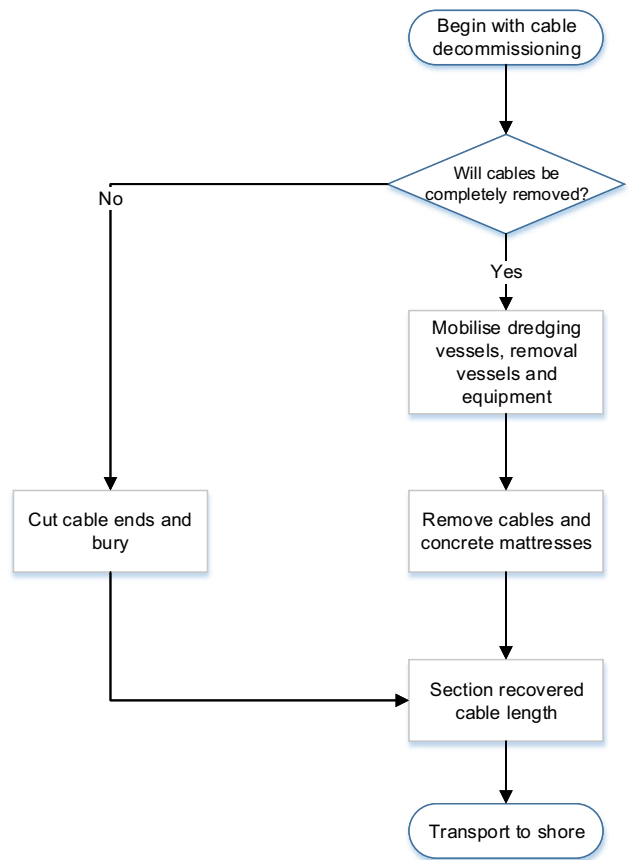 Begin with cable
decommissioning
Will cables be
completely removed?
No
Yes
Mobilise dredging
vessels, removal
vessels and
equipment
Cut cable ends and
bury
Remove cables and
concrete mattresses
Section recovered
cable length
Transport to shore